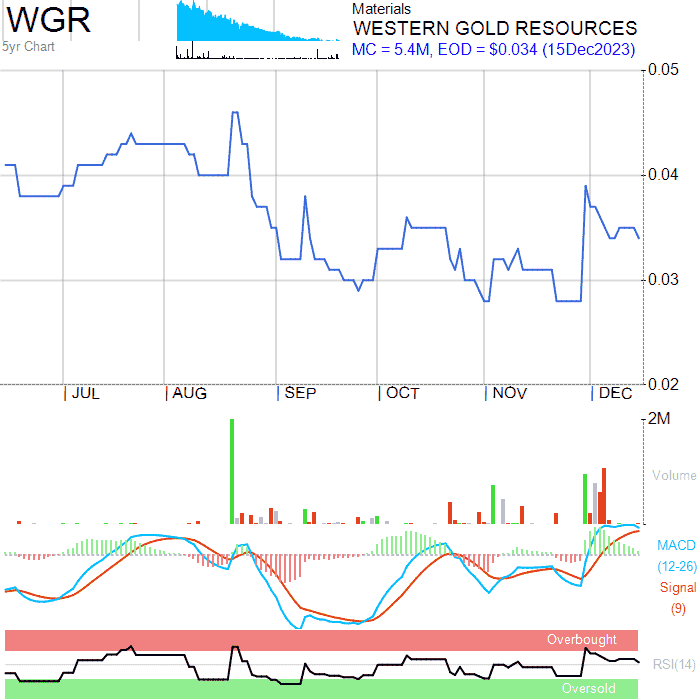 WGR
5yr Chart
Materials
WESTERN GOLD RESOURCES
MC = 5.4M, EOD = $0.034 (15Dec2023)
0.05
0.04
0.03
0.02
JUL AUG SEP OCT NOV DEC
2M
Volume
MACD
(12-26)
Signal
(9)
Overbought
RSI(14)
Oversold